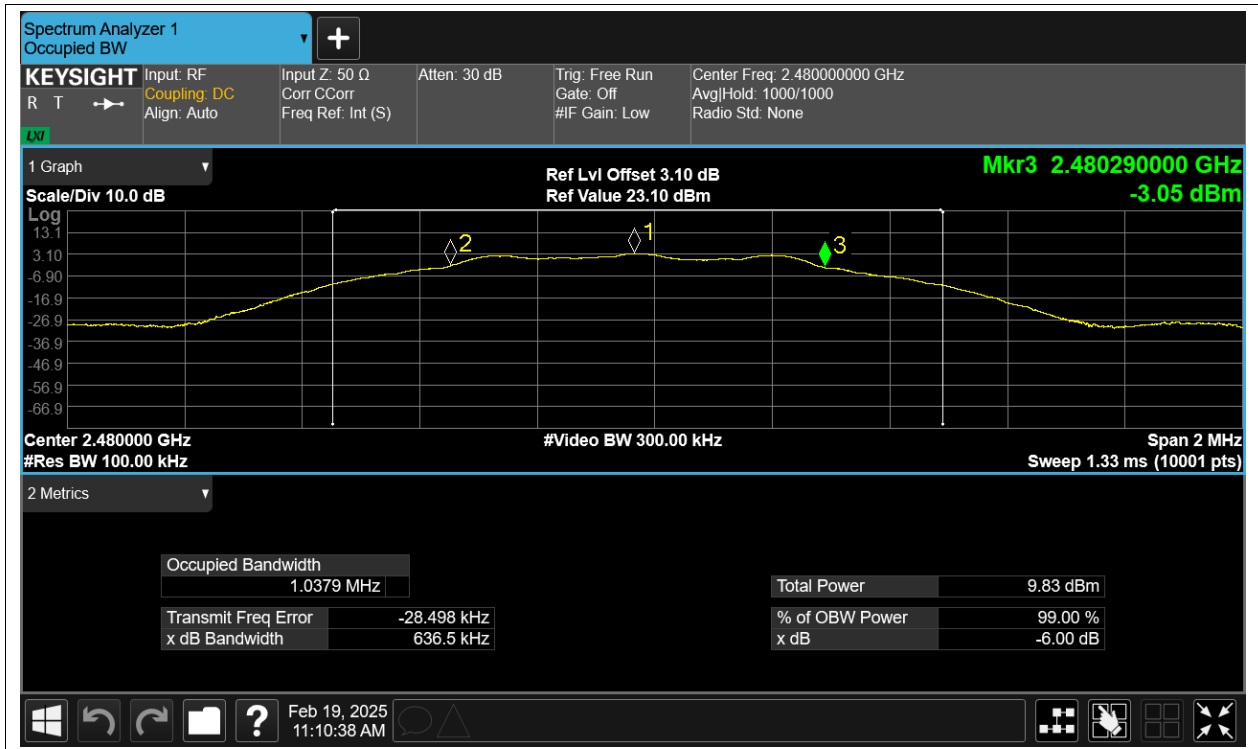 Spectrum Analyzer 1
Occupied BW
KEYSIGHT
R T
LXI
Input: RF
Coupling: DC
Align: Auto
Input Z: 50 Ω
Corr CCorr
Freq Ref: Int (S)
Atten: 30 dB
Trig: Free Run
Gate: Off
#IF Gain: Low
Center Freq: 2.480000000 GHz
Avg|Hold: 1000/1000
Radio Std: None
1 Graph
Scale/Div 10.0 dB
Ref Lvl Offset 3.10 dB
Ref Value 23.10 dBm
Mkr3 2.480290000 GHz
-3.05 dBm
Log
13.1
3.10
-6.90
-16.9
-26.9
-36.9
-46.9
-56.9
-66.9
2
1
3
Center 2.480000 GHz
#Res BW 100.00 kHz
#Video BW 300.00 kHz
Span 2 MHz
Sweep 1.33 ms (10001 pts)
2 Metrics
Occupied Bandwidth
1.0379 MHz
Transmit Freq Error -28.498 kHz
x dB Bandwidth 636.5 kHz
Total Power 9.83 dBm
% of OBW Power 99.00 %
x dB -6.00 dB
?
Feb 19, 2025
11:10:38 AM